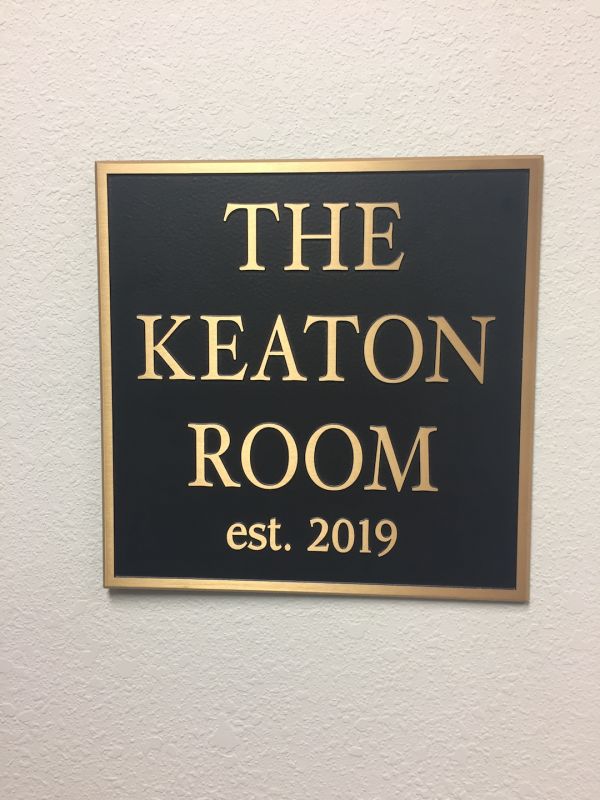 THE
KEATON
ROOM
est. 2019